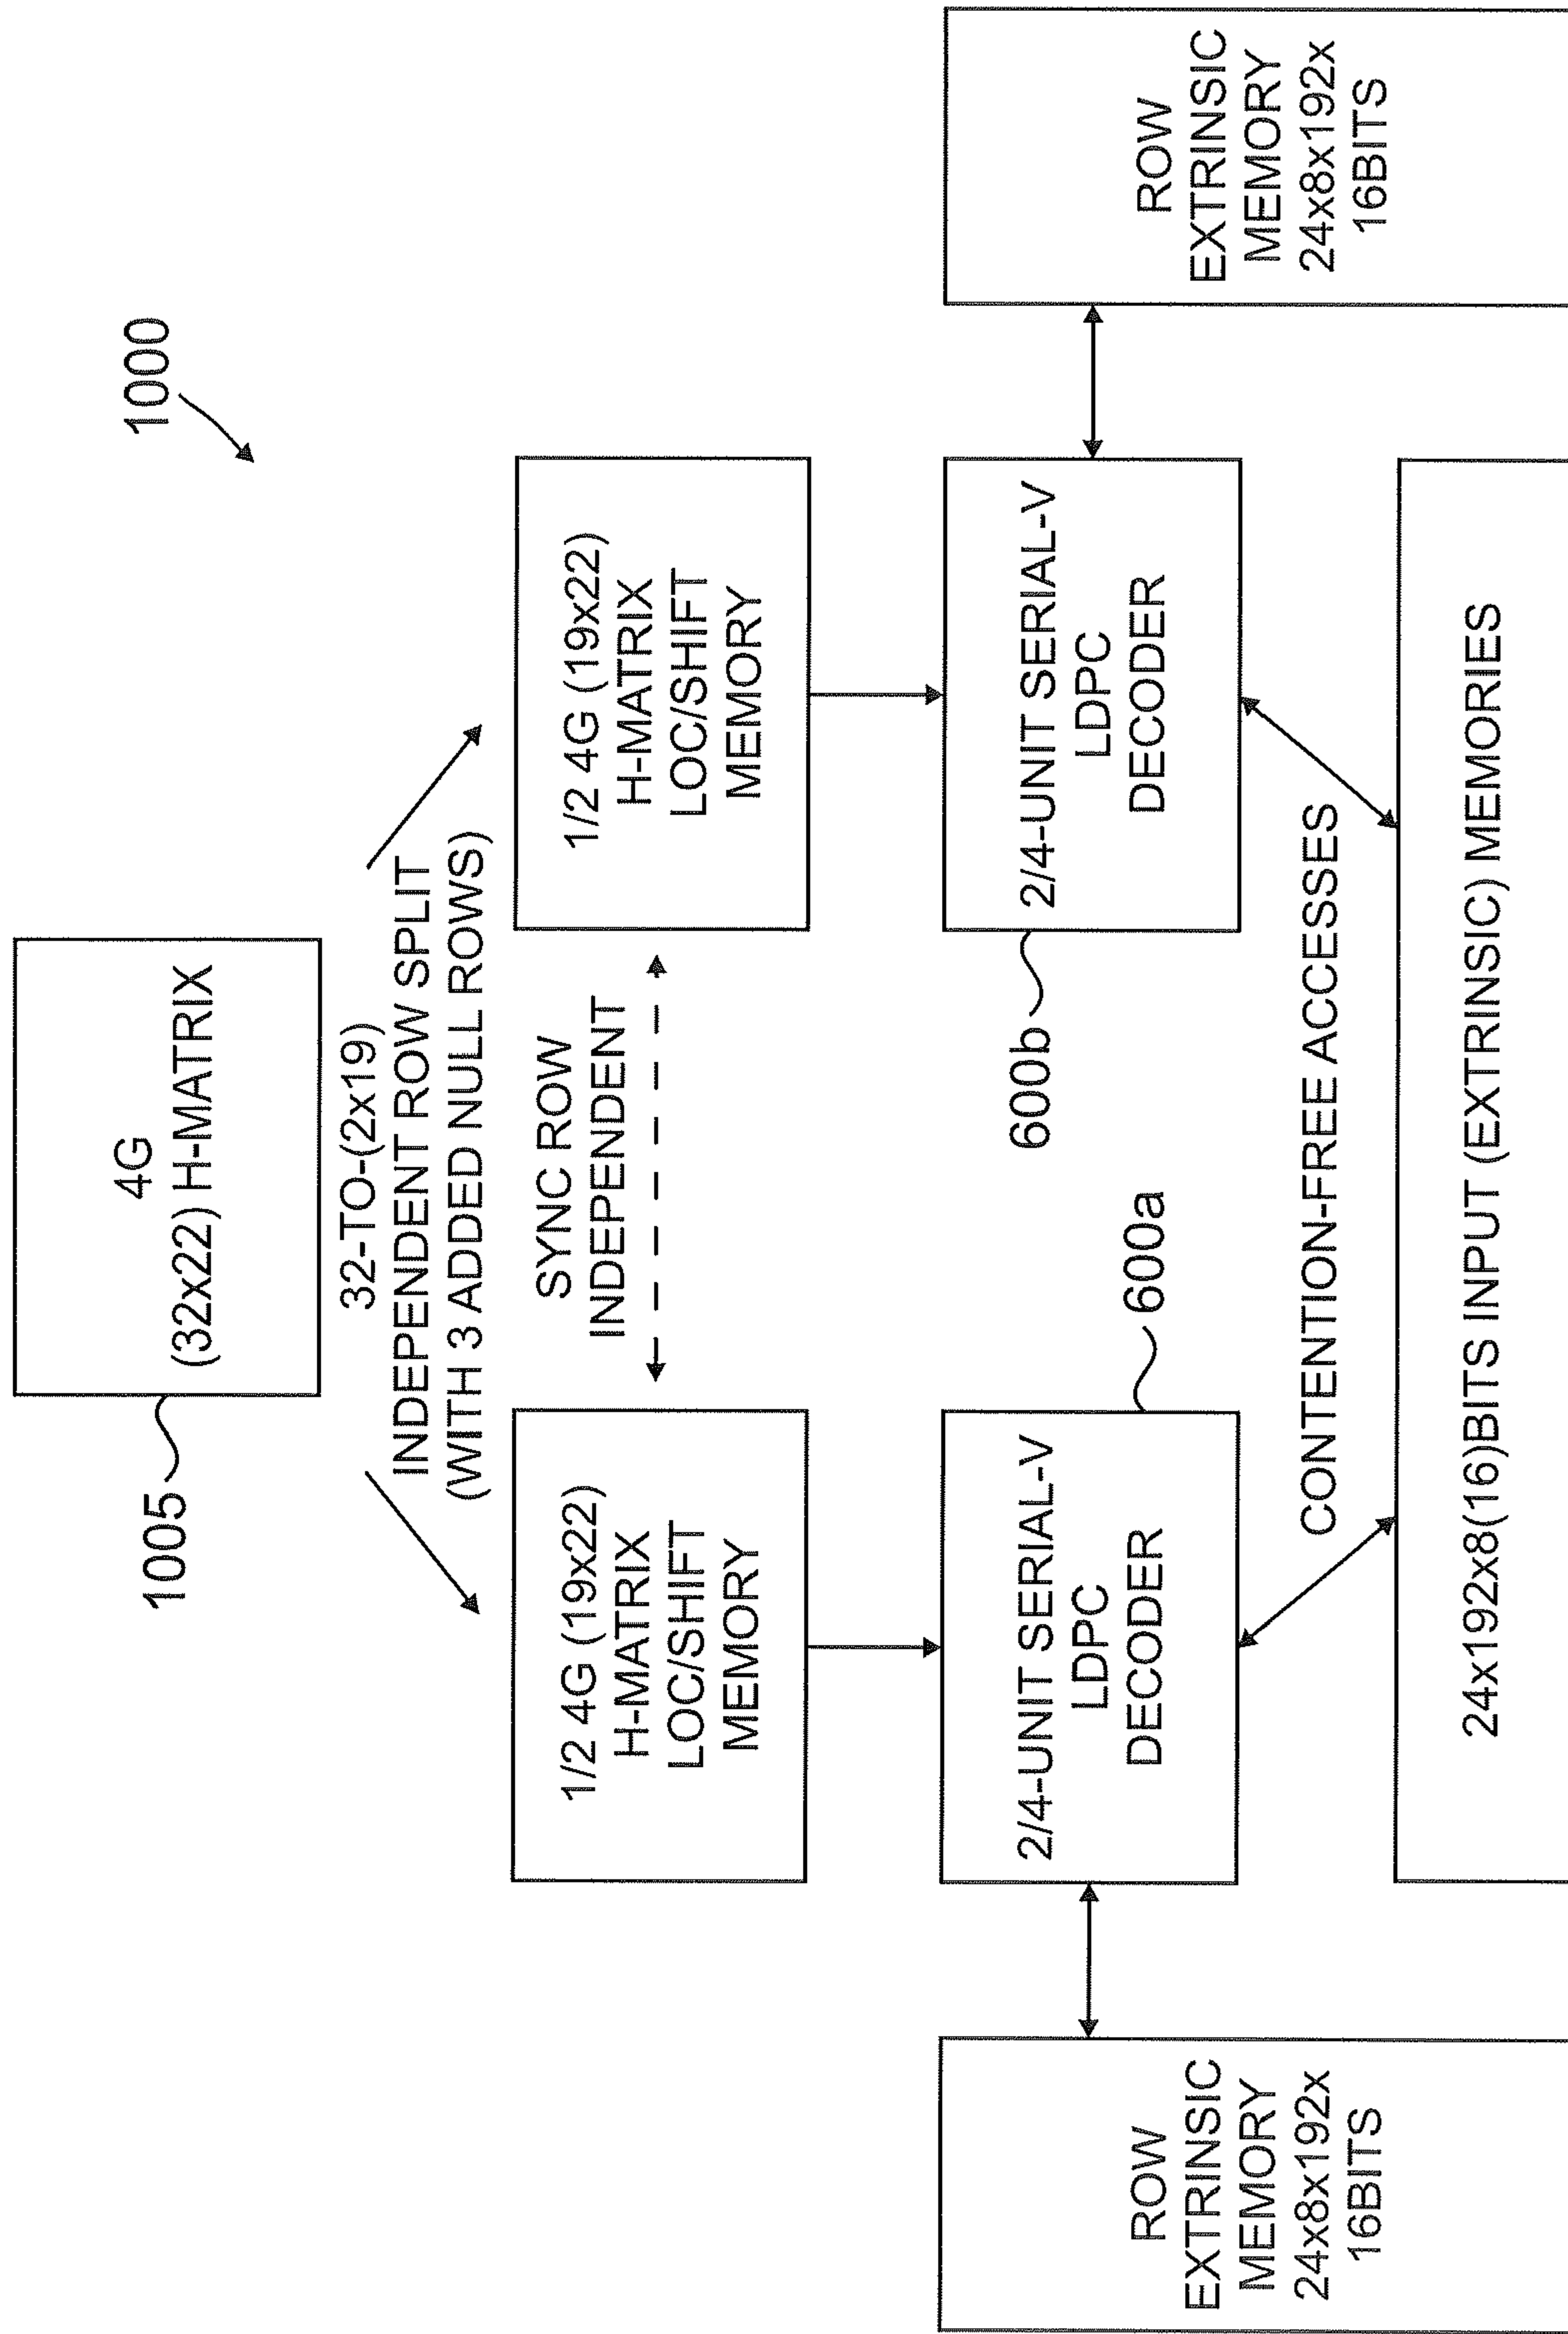 1000
4G
(32x22) H-MATRIX
1005
32-TO-(2x19)
INDEPENDENT ROW SPLIT
(WITH 3 ADDED NULL ROWS)
SYNC ROW
INDEPENDENT
1/2 4G (19x22)
H-MATRIX
LOC/SHIFT
MEMORY
1/2 4G (19x22)
H-MATRIX
LOC/SHIFT
MEMORY
ROW
EXTRINSIC
MEMORY
24x8x192x
16BITS
2/4-UNIT SERIAL-V
LDPC
DECODER
600a
2/4-UNIT SERIAL-V
LDPC
DECODER
600b
ROW
EXTRINSIC
MEMORY
24x8x192x
16BITS
CONTENTION-FREE ACCESSES
24x192x8(16)BITS INPUT (EXTRINSIC) MEMORIES